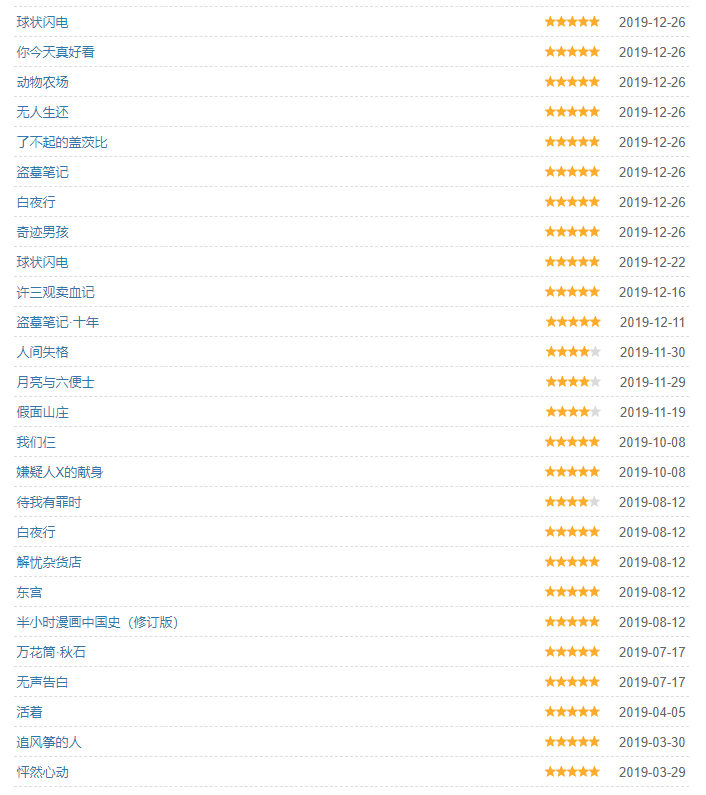 球状闪电 2019-12-26
你今天真好看 2019-12-26
动物农场 2019-12-26
无人生还 2019-12-26
了不起的盖茨比 2019-12-26
盗墓笔记 2019-12-26
白夜行 2019-12-26
奇迹男孩 2019-12-26
球状闪电 2019-12-22
许三观卖血记 2019-12-16
盗墓笔记·十年 2019-12-11
人间失格 2019-11-30
月亮与六便士 2019-11-29
假面山庄 2019-11-19
我们仨 2019-10-08
嫌疑人X的献身 2019-10-08
待我有罪时 2019-08-12
白夜行 2019-08-12
解忧杂货店 2019-08-12
东宫 2019-08-12
半小时漫画中国史（修订版） 2019-08-12
万花筒·秋石 2019-07-17
无声告白 2019-07-17
活着 2019-04-05
追风筝的人 2019-03-30
怦然心动 2019-03-29